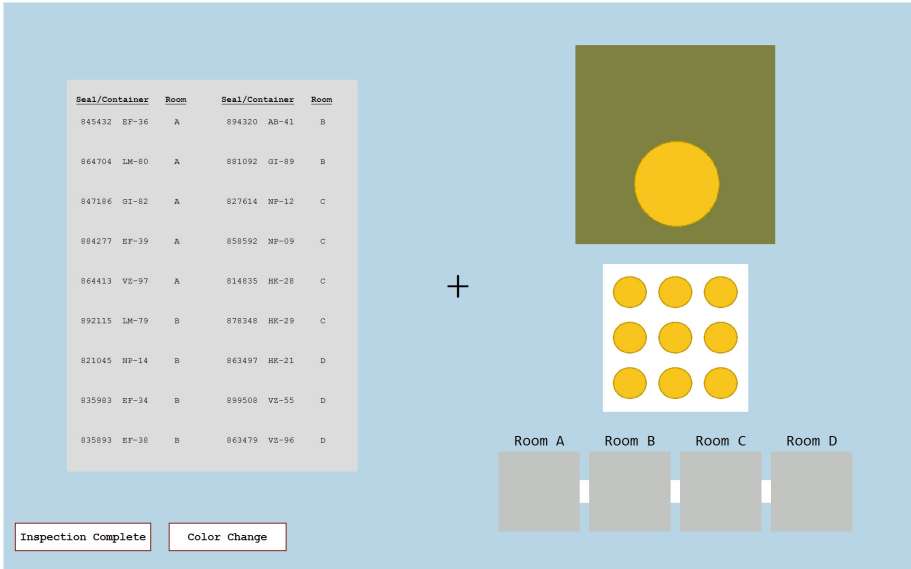 Seal/Container Room Seal/Container Room
845432 EF-36 A 894320 AB-41 B
864704 LM-80 A 881092 GI-89 B
847186 GI-82 A 827614 NP-12 C
884277 EF-39 A 858592 NP-09 C
864413 VZ-97 A 814835 HK-28 C
892115 LM-79 B 878348 HK-29 C
821045 NP-14 B 863497 HK-21 D
835983 EF-34 B 899508 VZ-55 D
835893 EF-38 B 863479 VZ-96 D
Room A Room B Room C Room D
Inspection Complete Color Change